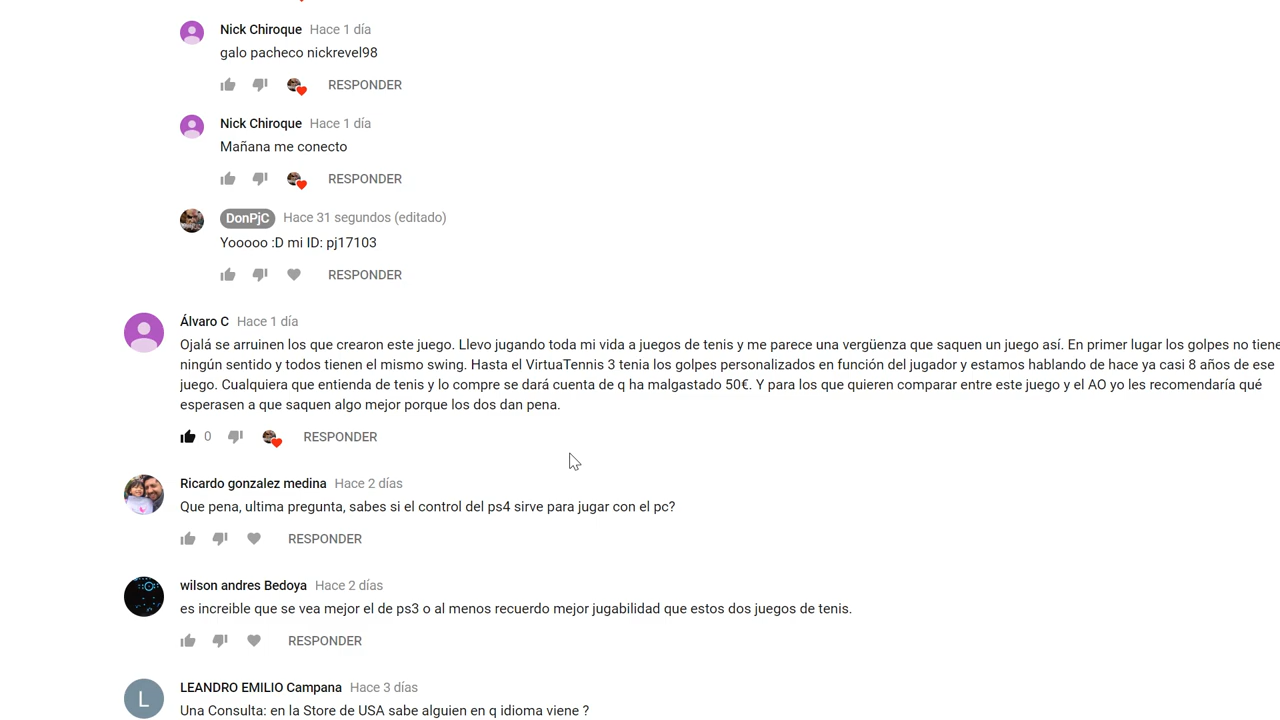 Nick Chiroque Hace 1 día
galo pacheco nickrevel98
RESPONDER
Nick Chiroque Hace 1 día
Mañana me conecto
RESPONDER
DonPjC Hace 31 segundos (editado)
Yooooo :D mi ID: pj17103
RESPONDER
Álvaro C Hace 1 día
Ojalá se arruinen los que crearon este juego. Llevo jugando toda mi vida a juegos de tenis y me parece una vergüenza que saquen un juego así. En primer lugar los golpes no tiene
ningún sentido y todos tienen el mismo swing. Hasta el VirtuaTennis 3 tenia los golpes personalizados en función del jugador y estamos hablando de hace ya casi 8 años de ese
juego. Cualquiera que entienda de tenis y lo compre se dará cuenta de q ha malgastado 50€. Y para los que quieren comparar entre este juego y el AO yo les recomendaría qué
esperasen a que saquen algo mejor porque los dos dan pena.
0 RESPONDER
Ricardo gonzalez medina Hace 2 días
Que pena, ultima pregunta, sabes si el control del ps4 sirve para jugar con el pc?
RESPONDER
wilson andres Bedoya Hace 2 días
es increible que se vea mejor el de ps3 o al menos recuerdo mejor jugabilidad que estos dos juegos de tenis.
RESPONDER
L
LEANDRO EMILIO Campana Hace 3 días
Una Consulta: en la Store de USA sabe alguien en q idioma viene ?